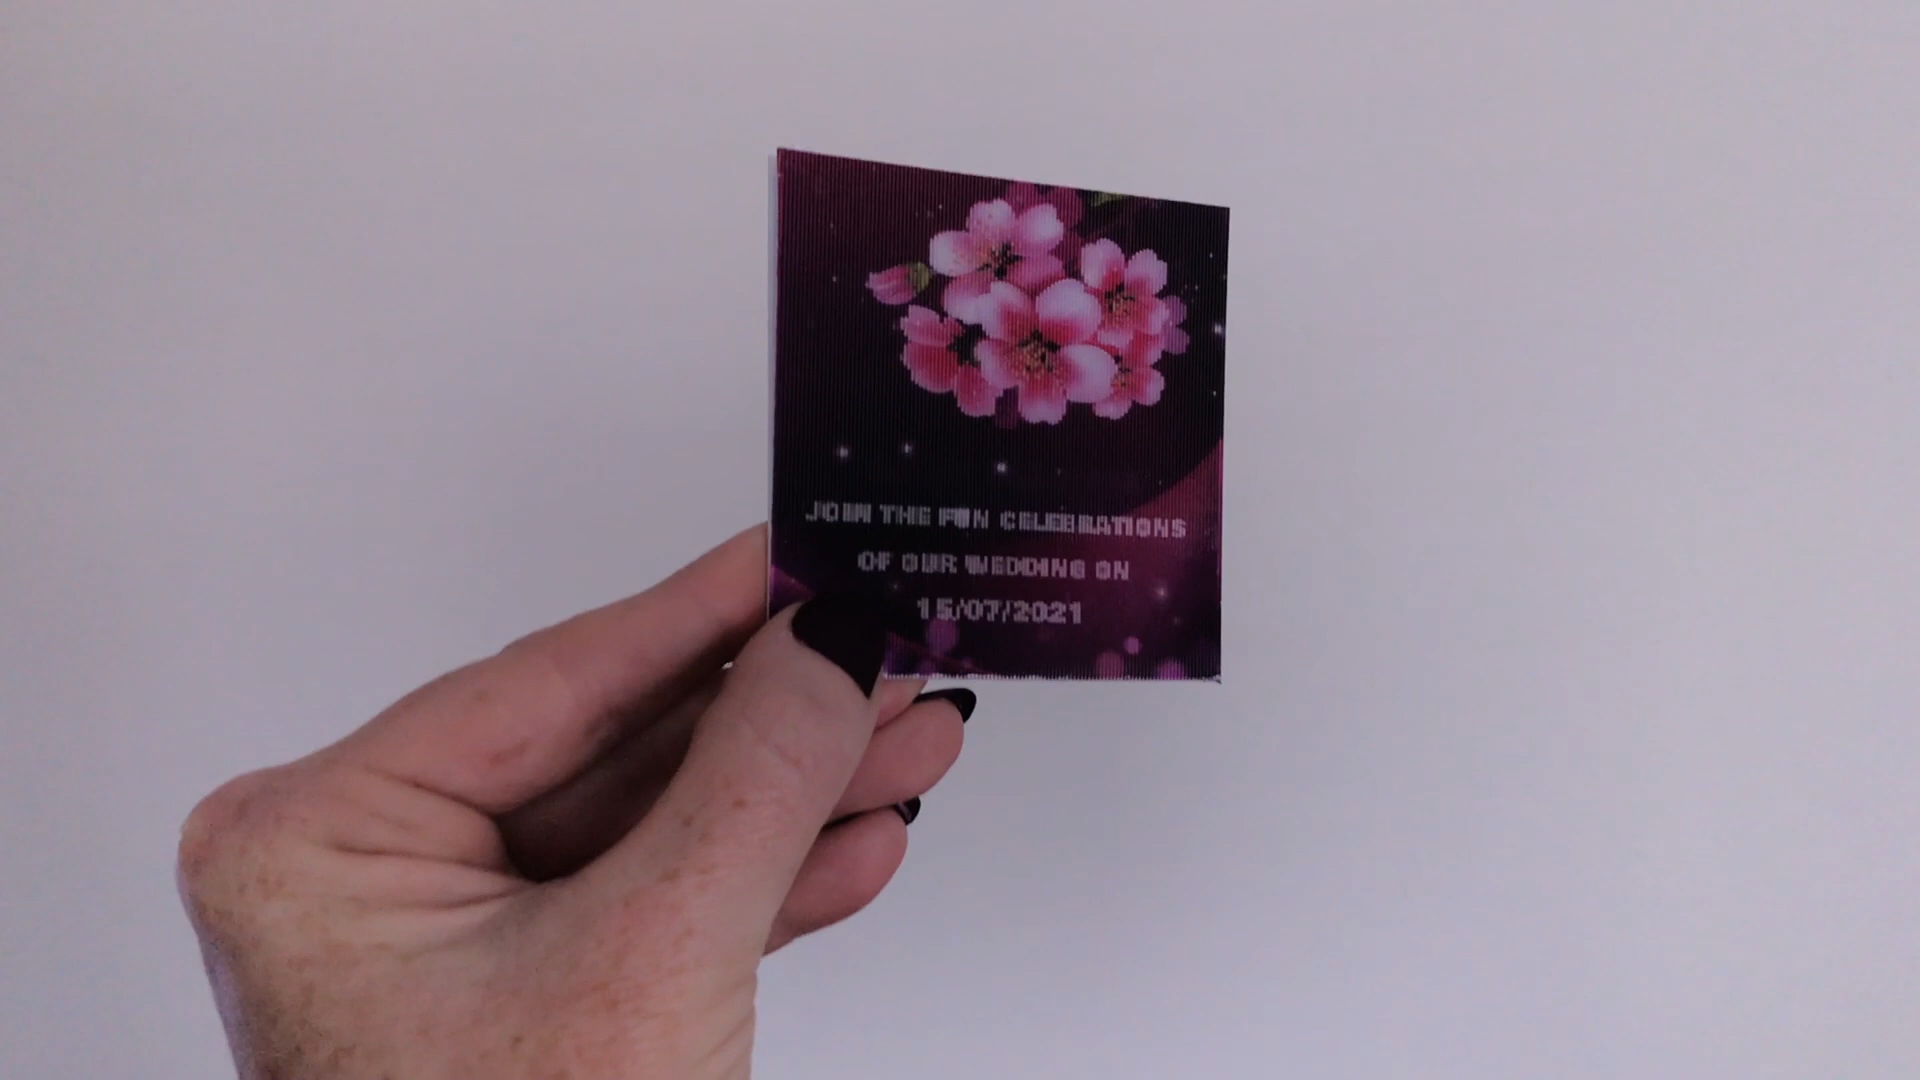 JOIN THE FUN CELEBRATIONS
OF OUR WEDDING ON
15/07/2021